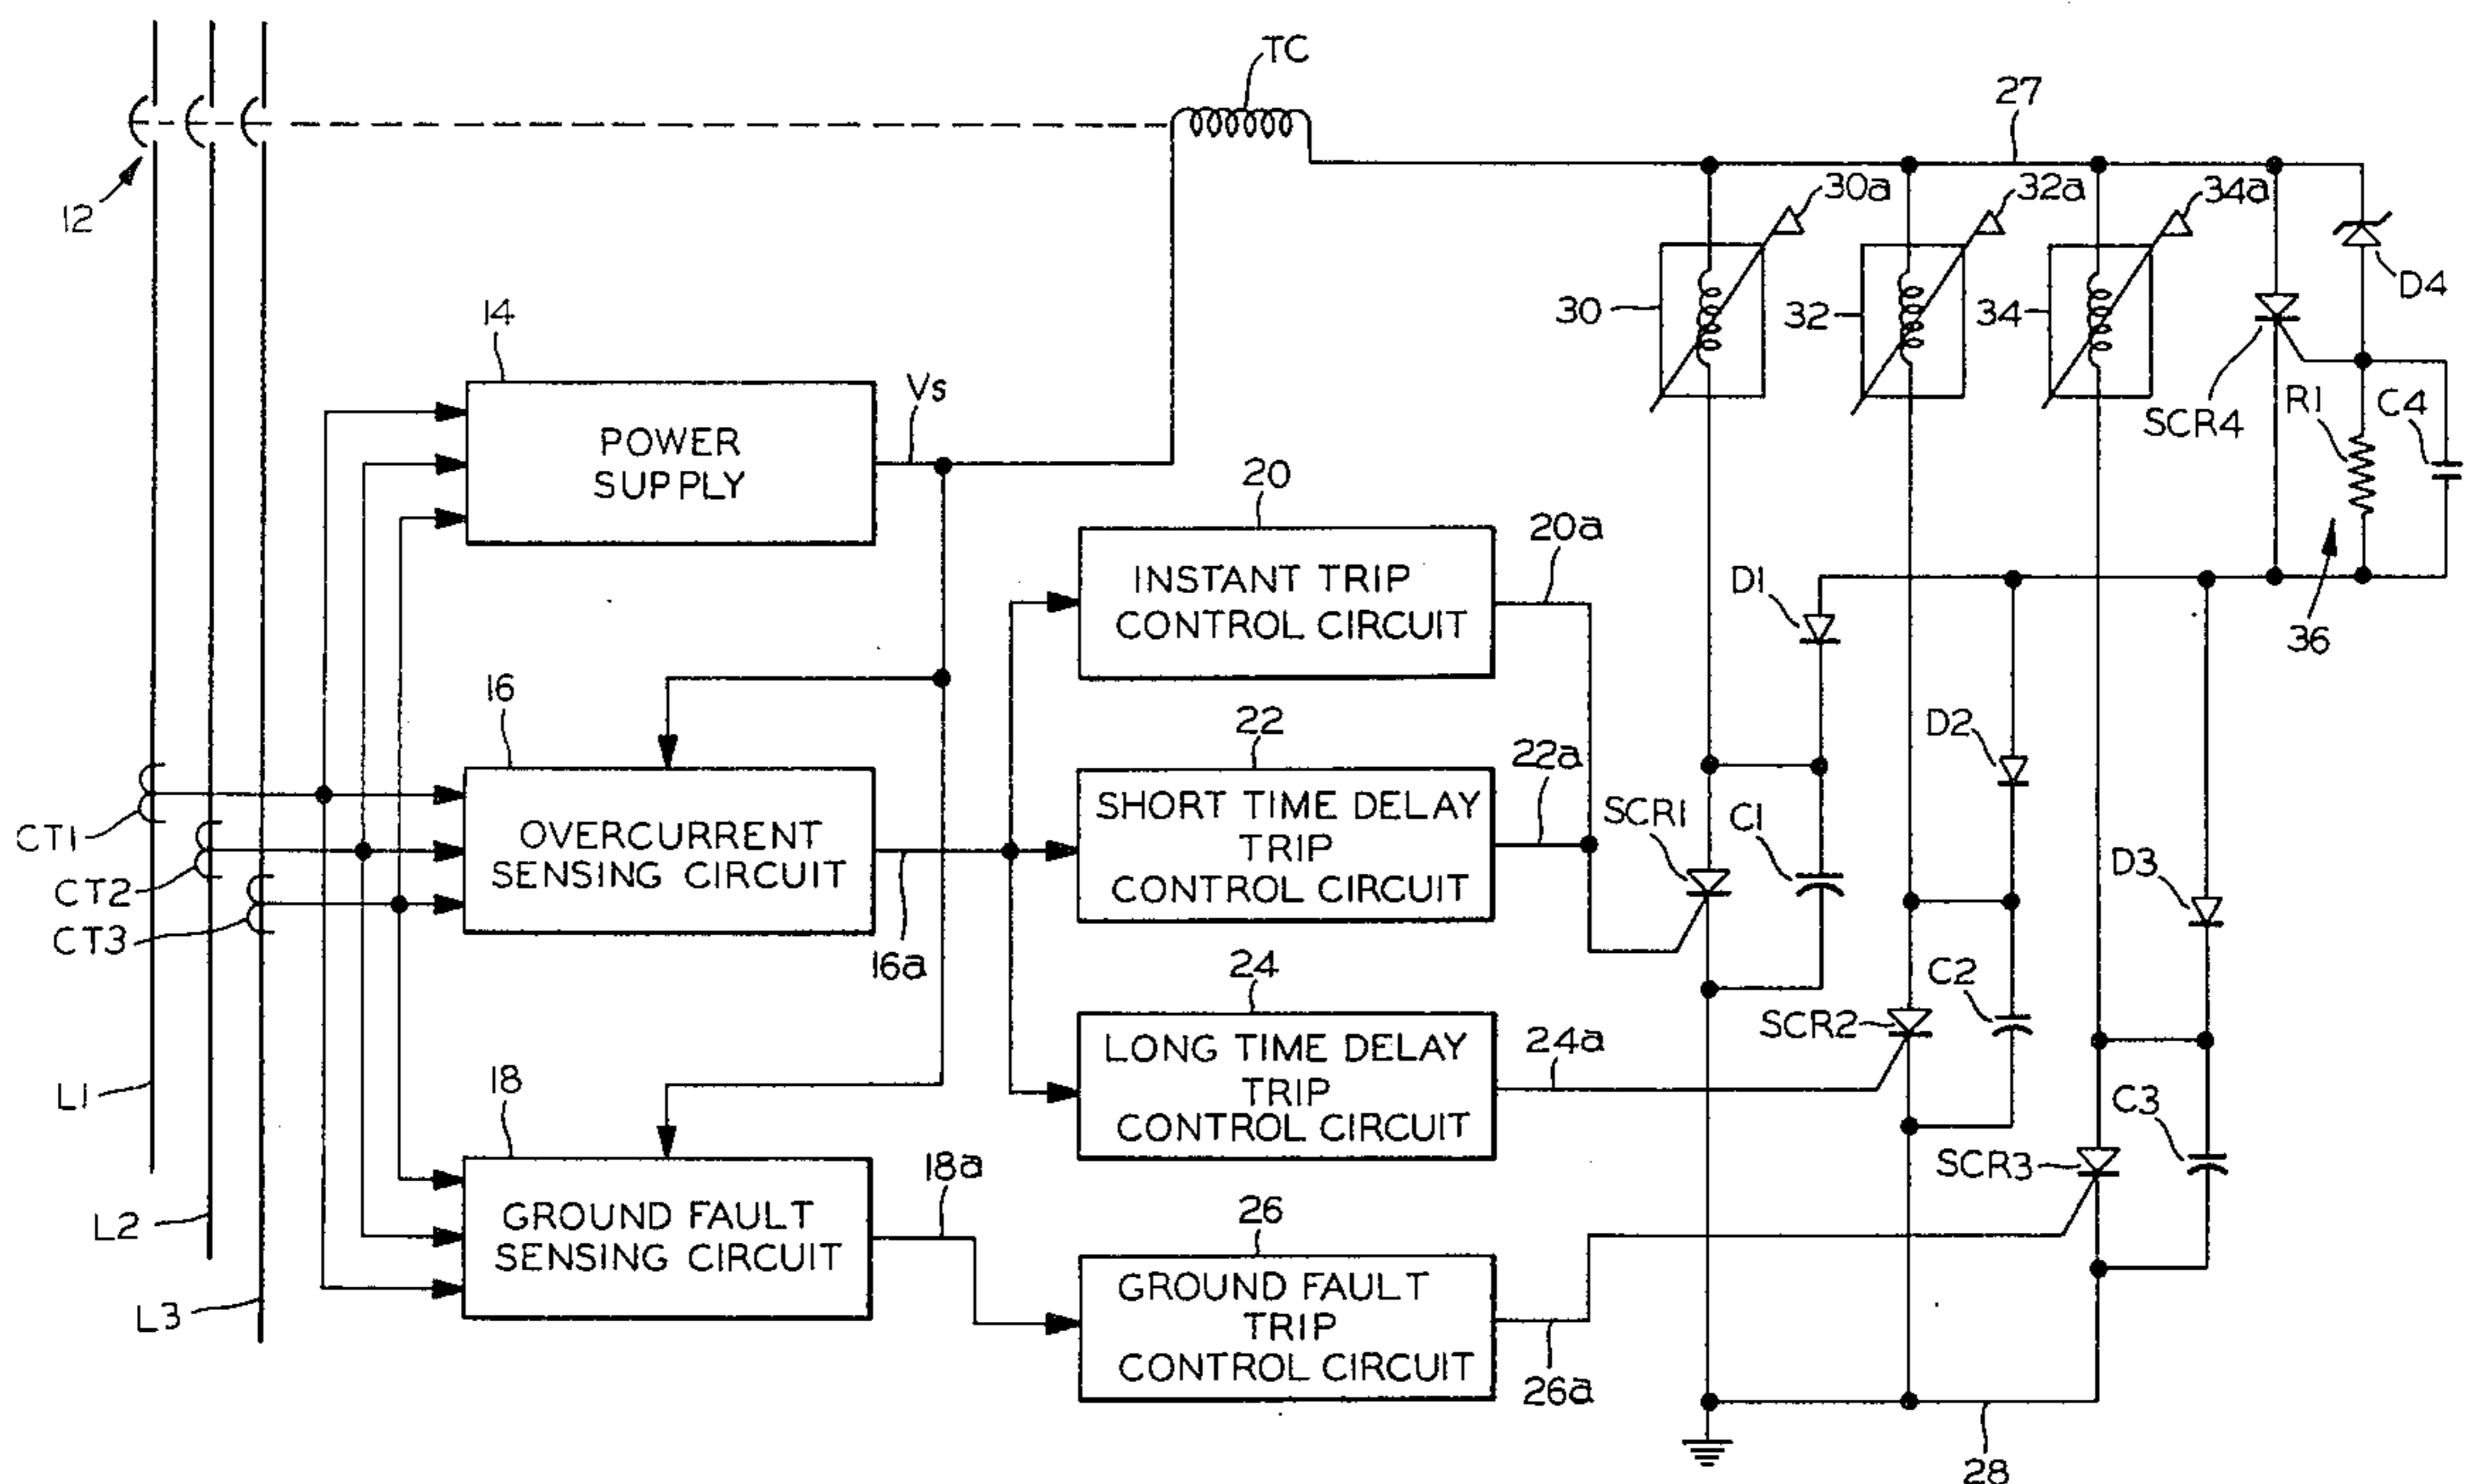 TC
27
30a
32a
34a
12
30
32
34
D4
14
Vs
SCR4
R1
C4
POWER
SUPPLY
20
20a
INSTANT TRIP
CONTROL CIRCUIT
D1
36
16
22
22a
D2
SCR1
C1
OVERCURRENT
SENSING CIRCUIT
SHORT TIME DELAY
TRIP
CONTROL CIRCUIT
CT1
CT2
CT3
D3
16a
24
C2
LONG TIME DELAY
TRIP
CONTROL CIRCUIT
24a
SCR2
L1
18
C3
18a
SCR3
L2
GROUND FAULT
SENSING CIRCUIT
26
L3
GROUND FAULT
TRIP
CONTROL CIRCUIT
26a
28